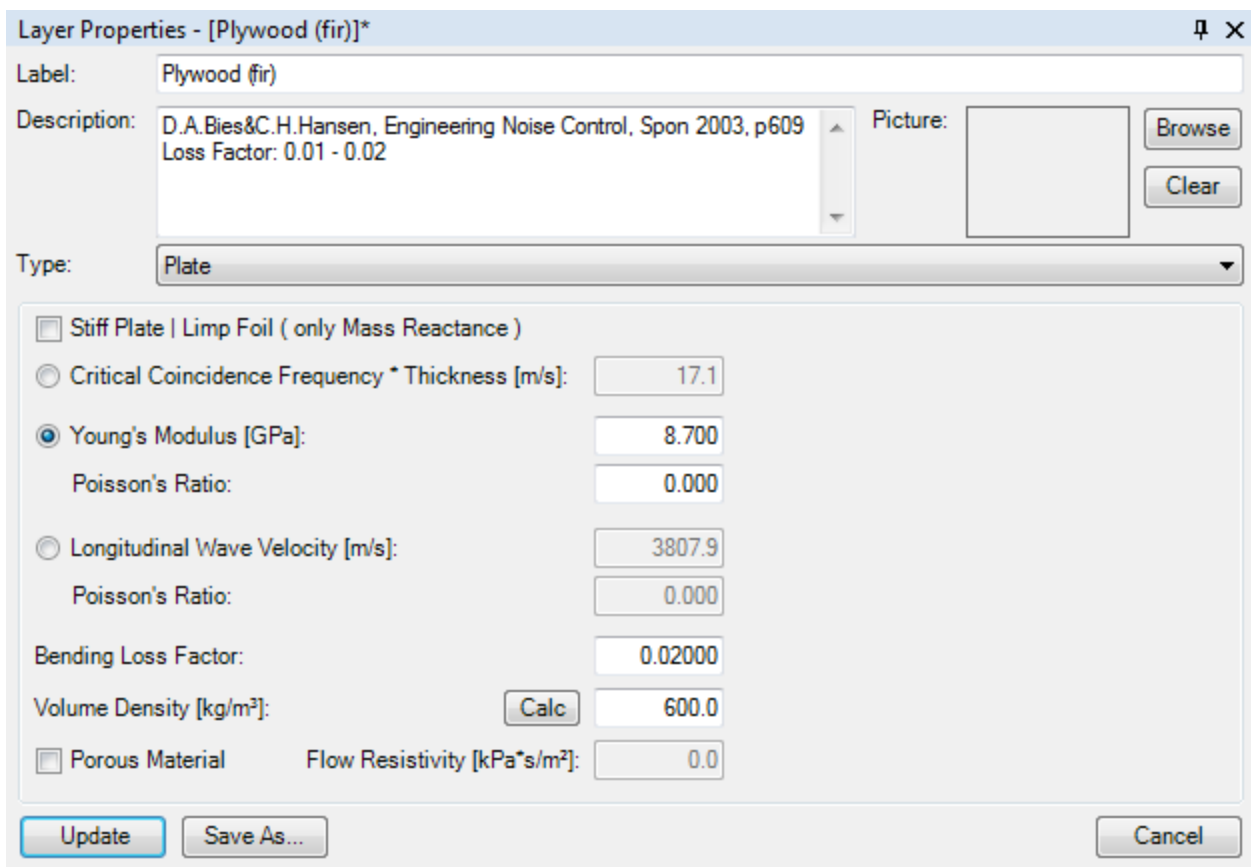 Layer Properties - [Plywood (fir)]*
Label: Plywood (fir)
Description: D.A.Bies&C.H.Hansen, Engineering Noise Control, Spon 2003, p609
Loss Factor: 0.01 - 0.02
Picture: Browse
Clear
Type: Plate
Stiff Plate | Limp Foil ( only Mass Reactance )
Critical Coincidence Frequency * Thickness [m/s]: 17.1
Young's Modulus [GPa]: 8.700
Poisson's Ratio: 0.000
Longitudinal Wave Velocity [m/s]: 3807.9
Poisson's Ratio: 0.000
Bending Loss Factor: 0.02000
Volume Density [kg/m³]: Calc 600.0
Porous Material Flow Resistivity [kPa*s/m²]: 0.0
Update Save As... Cancel